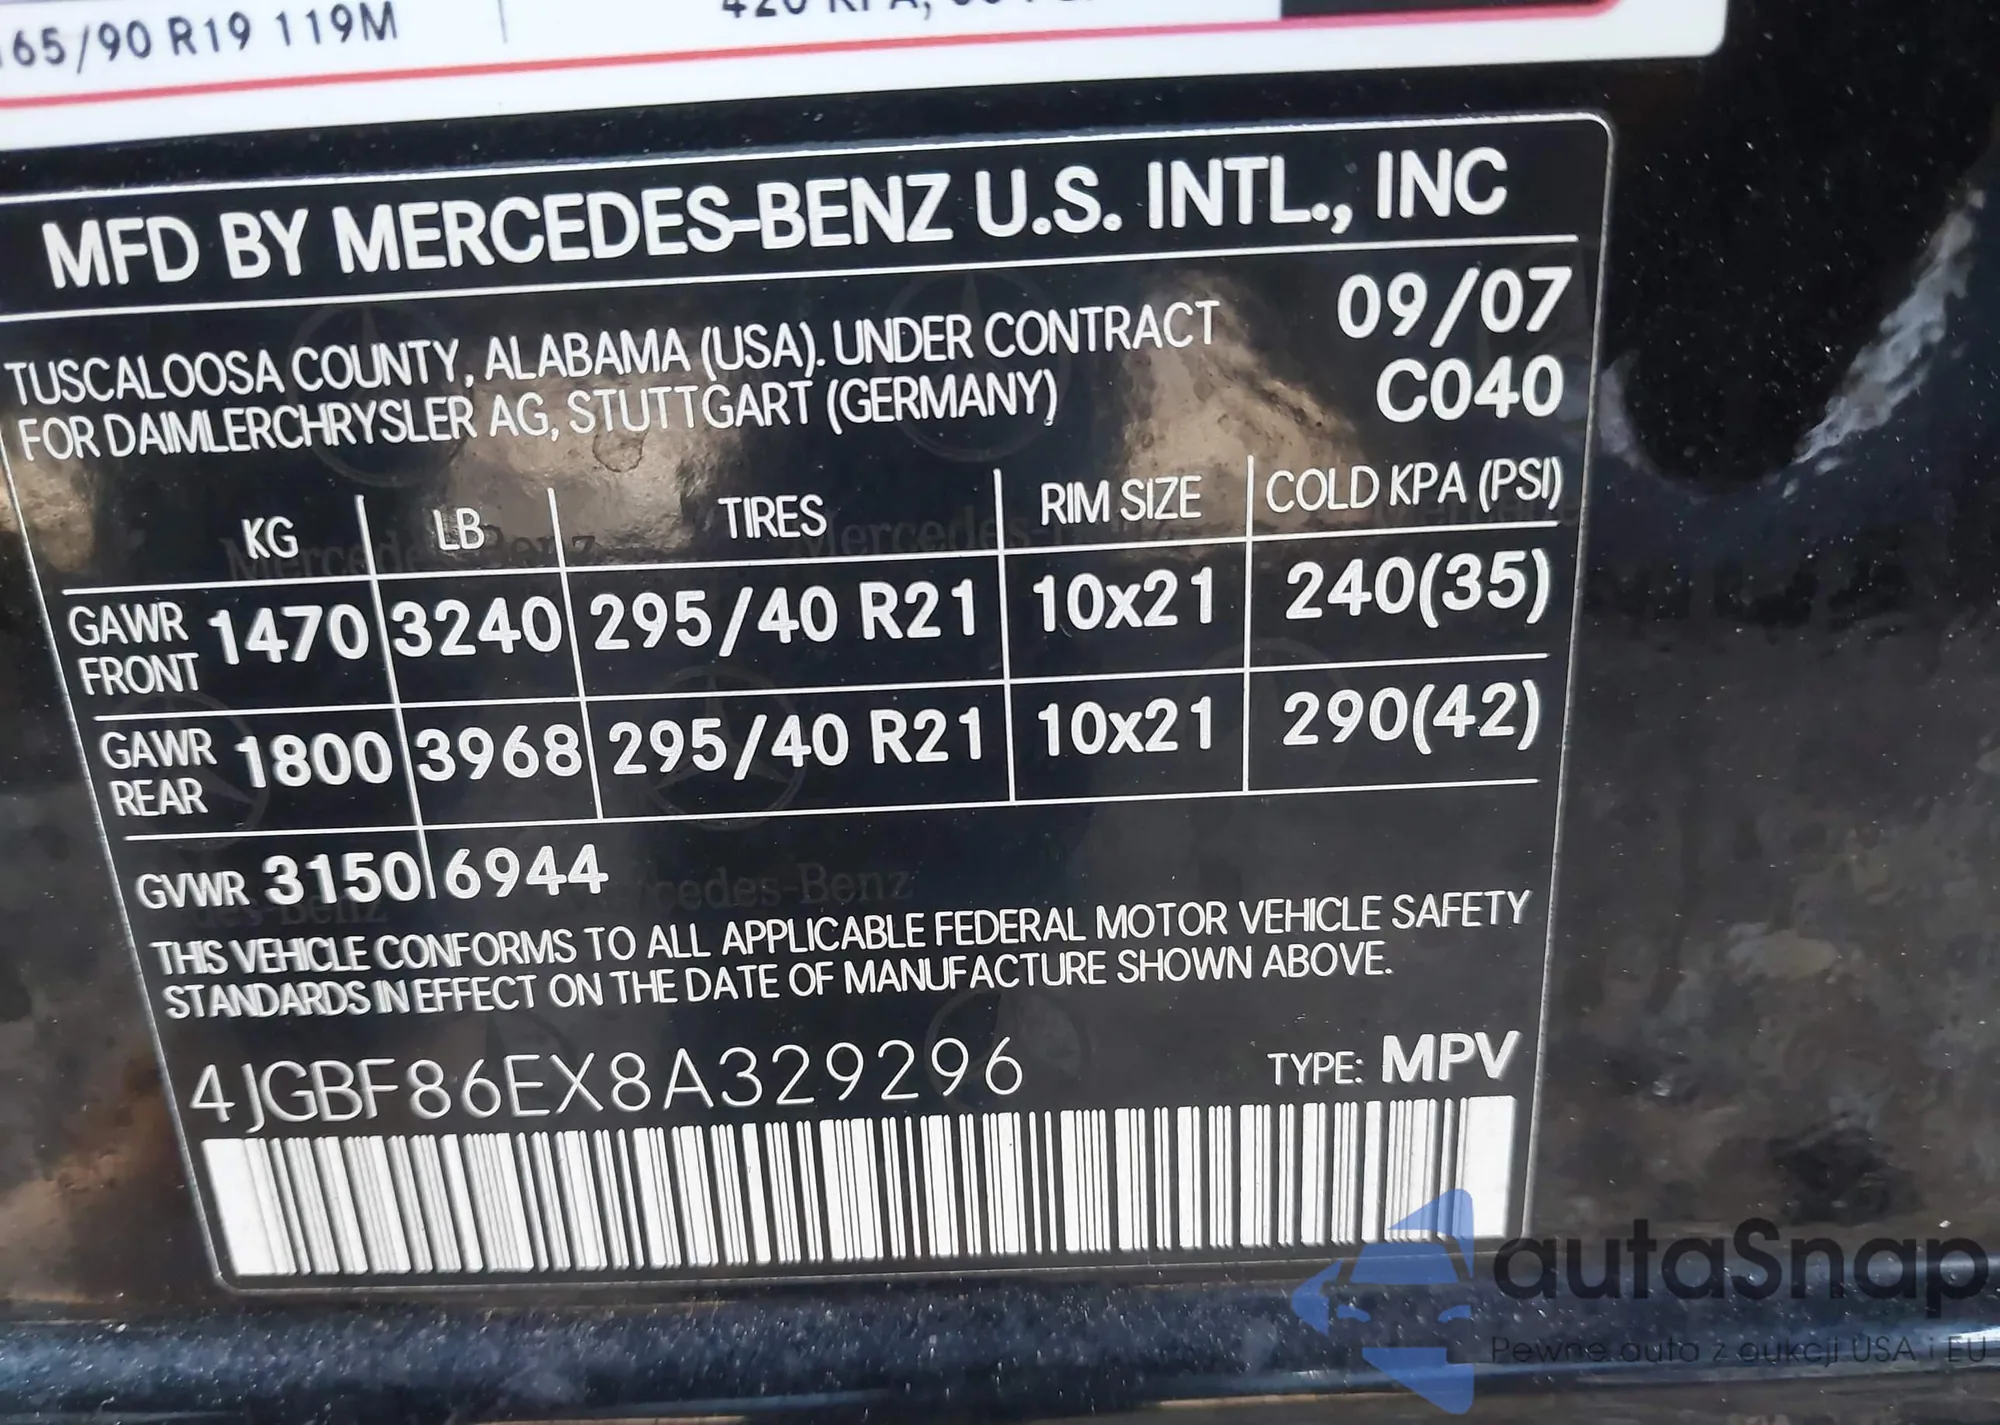 65/90 R19 119M
420 KPA,
MFD BY MERCEDES-BENZ U.S. INTL., INC
TUSCALOOSA COUNTY, ALABAMA (USA). UNDER CONTRACT
FOR DAIMLERCHRYSLER AG, STUTTGART (GERMANY)
09/07
C040
KG LB TIRES RIM SIZE COLD KPA (PSI)
GAWR FRONT 1470 3240 295/40 R21 10x21 240(35)
GAWR REAR 1800 3968 295/40 R21 10x21 290(42)
GVWR 3150 6944
THIS VEHICLE CONFORMS TO ALL APPLICABLE FEDERAL MOTOR VEHICLE SAFETY
STANDARDS IN EFFECT ON THE DATE OF MANUFACTURE SHOWN ABOVE.
4JGBF86EX8A329296 TYPE: MPV
autaSnap
Pewne auta z aukcji USA i EU